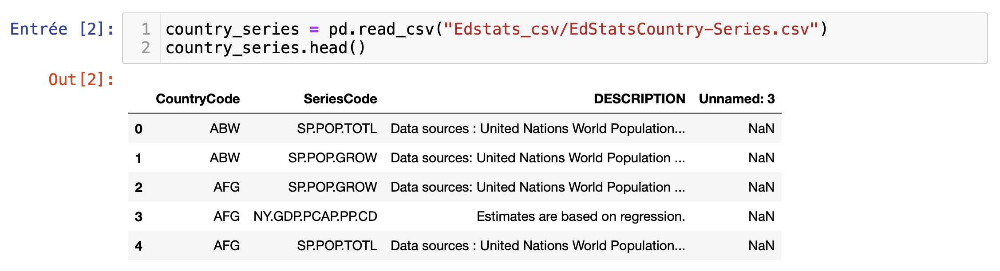 Entrée [2]:
1 country_series = pd.read_csv("Edstats_csv/EdStatsCountry-Series.csv")
2 country_series.head()
Out[2]:
CountryCode SeriesCode DESCRIPTION Unnamed: 3
0 ABW SP.POP.TOTL Data sources : United Nations World Population... NaN
1 ABW SP.POP.GROW Data sources: United Nations World Population ... NaN
2 AFG SP.POP.GROW Data sources: United Nations World Population ... NaN
3 AFG NY.GDP.PCAP.PP.CD Estimates are based on regression. NaN
4 AFG SP.POP.TOTL Data sources : United Nations World Population... NaN